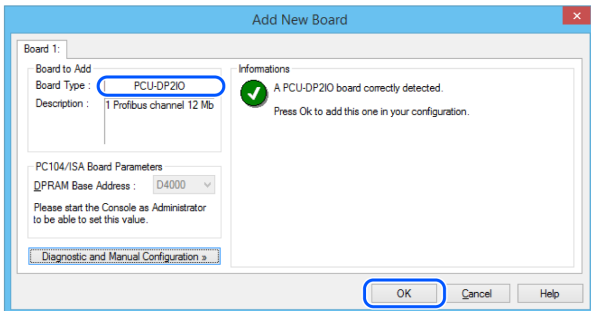 Add New Board
Board 1:
Board to Add
Board Type : PCU-DP2IO
Description : 1 Profibus channel 12 Mb
PC104/ISA Board Parameters
DPRAM Base Address : D4000
Please start the Console as Administrator
to be able to set this value.
Diagnostic and Manual Configuration »
Informations
A PCU-DP2IO board correctly detected.
Press Ok to add this one in your configuration.
OK
Cancel
Help